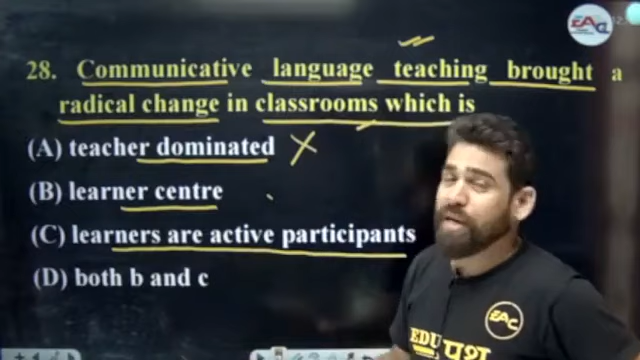 EAC
28. Communicative language teaching brought a
radical change in classrooms which is
(A) teacher dominated
(B) learner centre
(C) learners are active participants
(D) both b and c
EAC
EDU